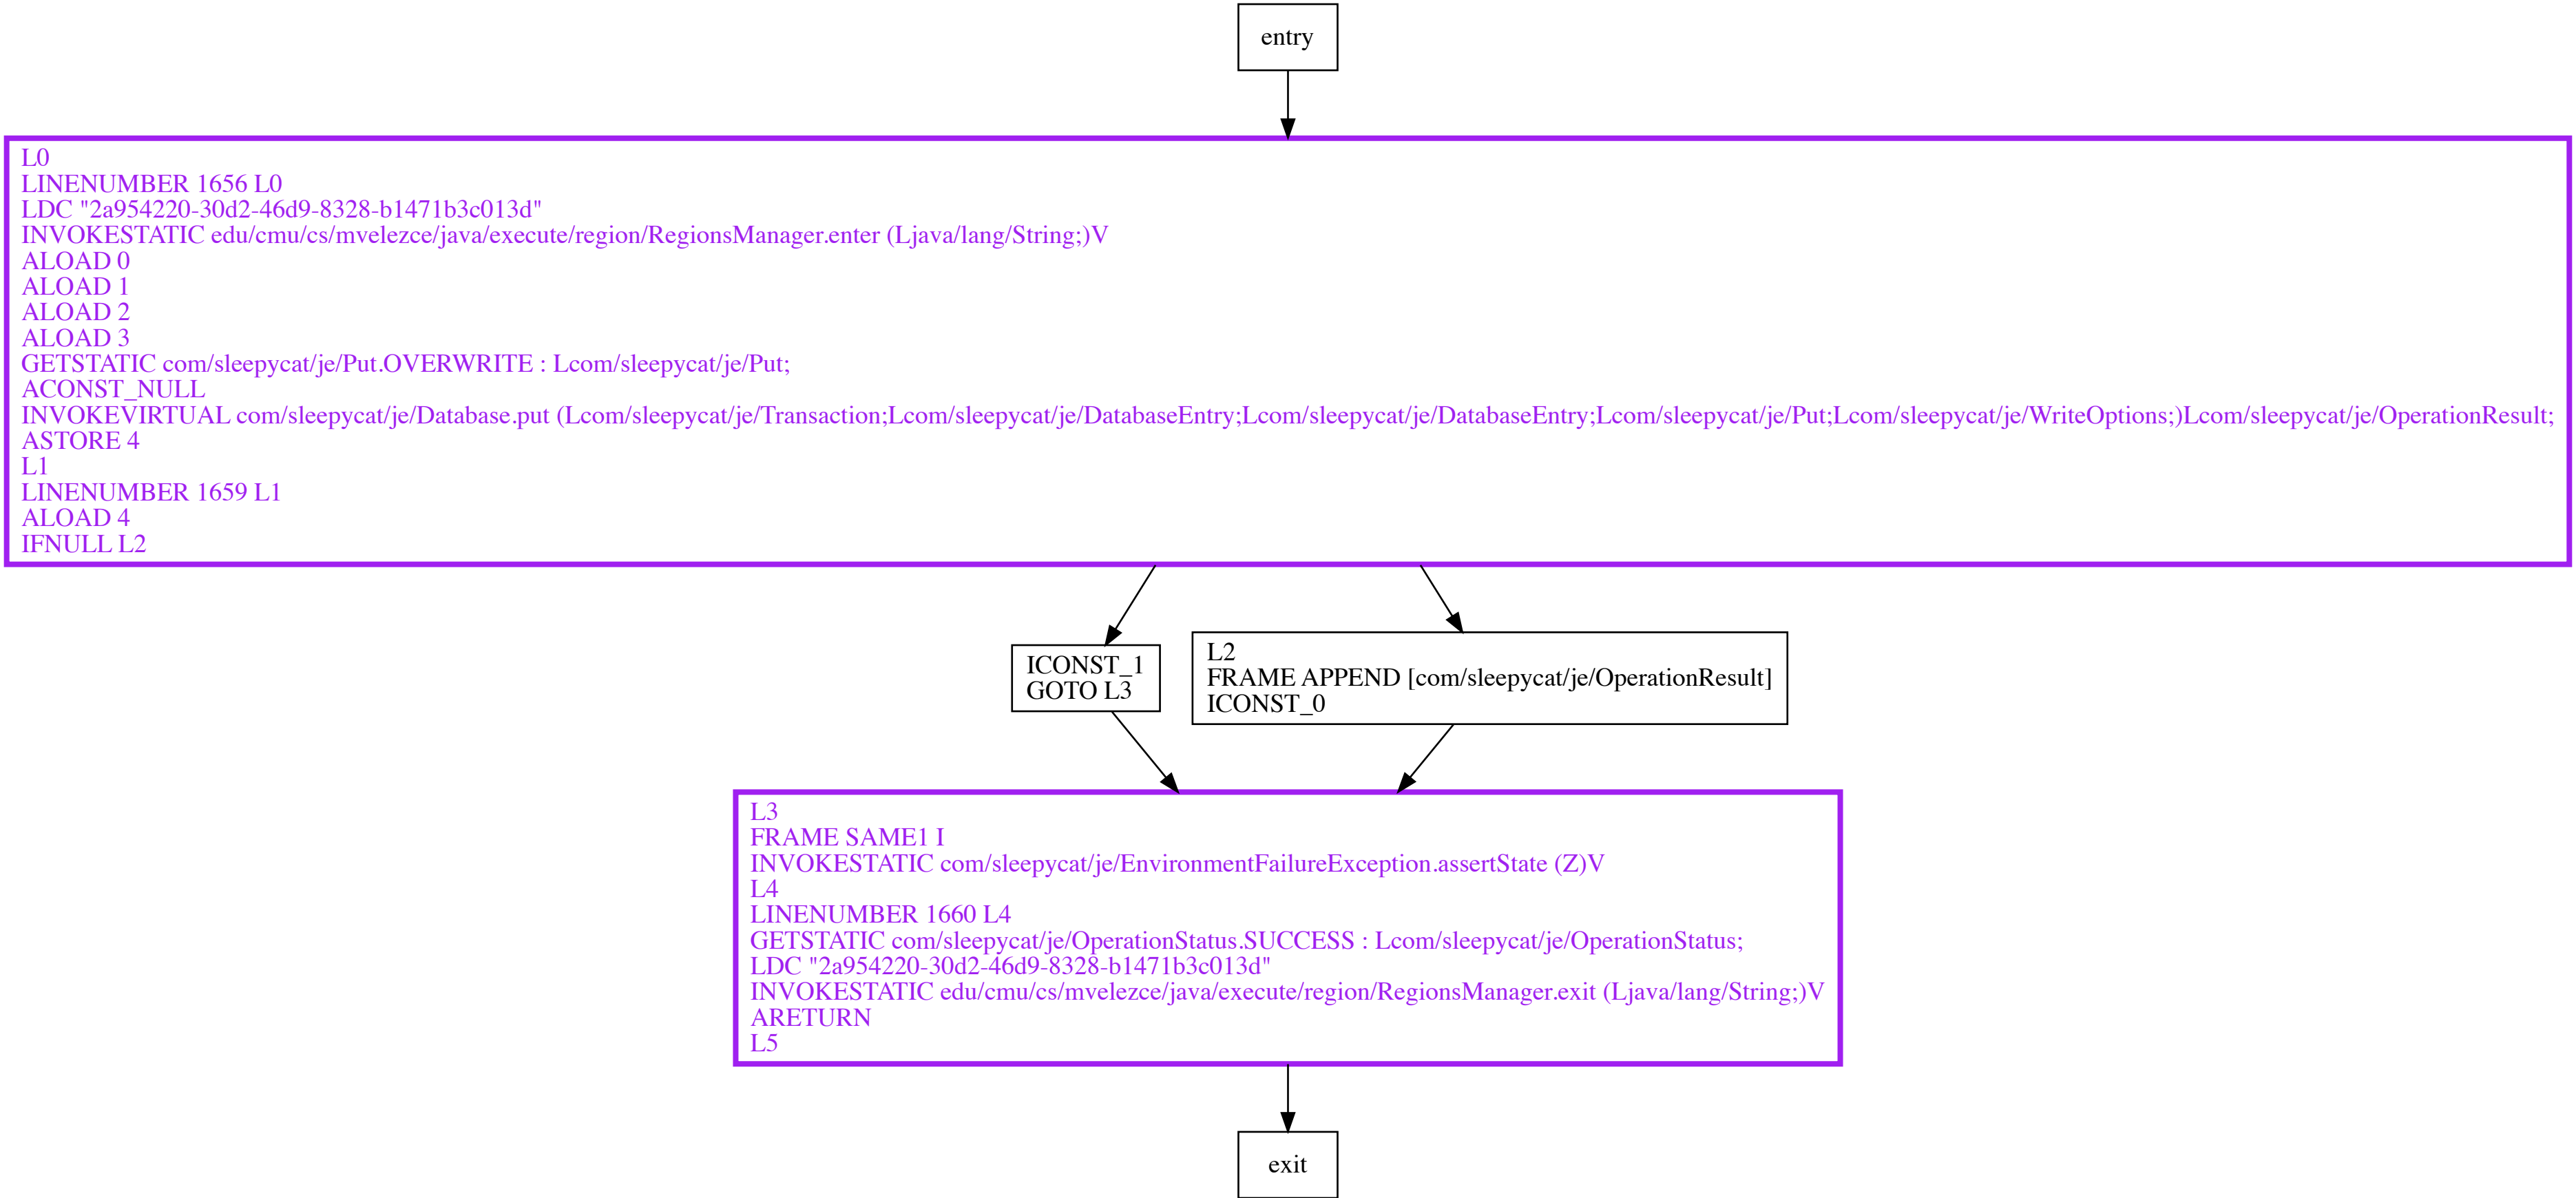 entry
L0
LINENUMBER 1656 L0
LDC "2a954220-30d2-46d9-8328-b1471b3c013d"
INVOKESTATIC edu/cmu/cs/mvelezce/java/execute/region/RegionsManager.enter (Ljava/lang/String;)V
ALOAD 0
ALOAD 1
ALOAD 2
ALOAD 3
GETSTATIC com/sleepycat/je/Put.OVERWRITE : Lcom/sleepycat/je/Put;
ACONST_NULL
INVOKEVIRTUAL com/sleepycat/je/Database.put (Lcom/sleepycat/je/Transaction;Lcom/sleepycat/je/DatabaseEntry;Lcom/sleepycat/je/DatabaseEntry;Lcom/sleepycat/je/Put;Lcom/sleepycat/je/WriteOptions;)Lcom/sleepycat/je/OperationResult;
ASTORE 4
L1
LINENUMBER 1659 L1
ALOAD 4
IFNULL L2
ICONST_1
GOTO L3
L2
FRAME APPEND [com/sleepycat/je/OperationResult]
ICONST_0
L3
FRAME SAME1 I
INVOKESTATIC com/sleepycat/je/EnvironmentFailureException.assertState (Z)V
L4
LINENUMBER 1660 L4
GETSTATIC com/sleepycat/je/OperationStatus.SUCCESS : Lcom/sleepycat/je/OperationStatus;
LDC "2a954220-30d2-46d9-8328-b1471b3c013d"
INVOKESTATIC edu/cmu/cs/mvelezce/java/execute/region/RegionsManager.exit (Ljava/lang/String;)V
ARETURN
L5
exit